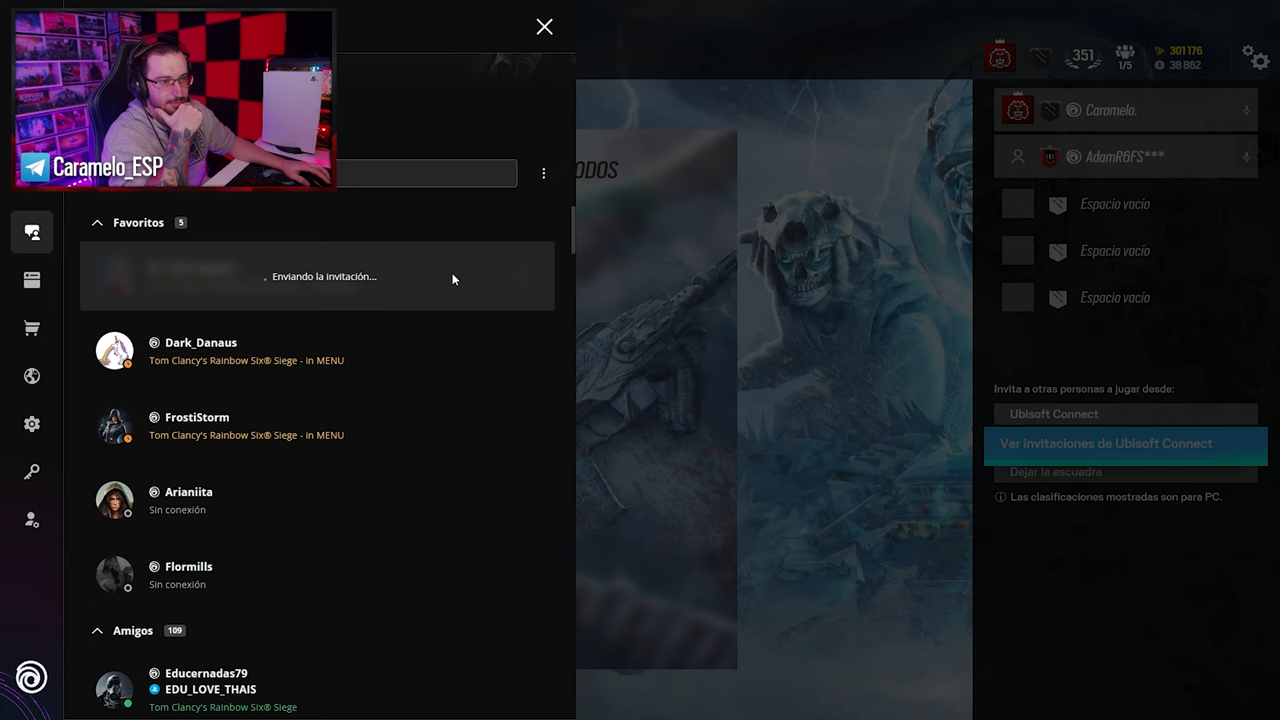 Caramelo_ESP
Favoritos 5
Enviando la invitación...
Dark_Danaus
Tom Clancy's Rainbow Six® Siege - in MENU
FrostiStorm
Tom Clancy's Rainbow Six® Siege - in MENU
Arianiita
Sin conexión
Flormills
Sin conexión
Amigos 109
Educernadas79
EDU_LOVE_THAIS
Tom Clancy's Rainbow Six® Siege
ODOS
351
1/5
301 176
38 862
Caramelo.
AdamR6FS***
Espacio vacío
Espacio vacío
Espacio vacío
Invita a otras personas a jugar desde:
Ubisoft Connect
Ver invitaciones de Ubisoft Connect
Dejar la escuadra
Las clasificaciones mostradas son para PC.